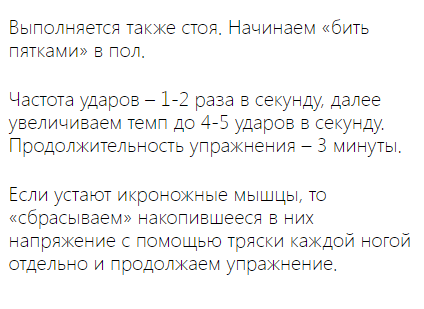 Выполняется также стоя. Начинаем «бить
пятками» в пол.
Частота ударов – 1-2 раза в секунду, далее
увеличиваем темп до 4-5 ударов в секунду.
Продолжительность упражнения – 3 минуты.
Если устают икроножные мышцы, то
«сбрасываем» накопившееся в них
напряжение с помощью тряски каждой ногой
отдельно и продолжаем упражнение.